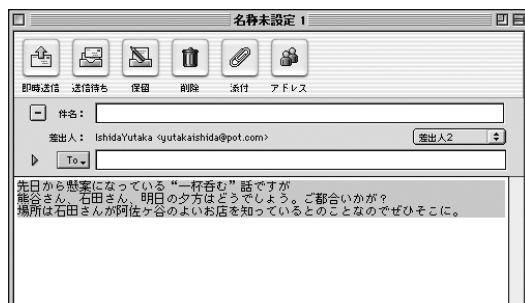 名称未設定 1
即時送信 送信待ち 保留 削除 添付 アドレス
件名：
差出人： IshidaYutaka <yutakaishida@pot.com> 差出人2
To
先日から懸案になっている“一杯呑む”話ですが
熊谷さん、石田さん、明日の夕方はどうでしょう。ご都合いかが？
場所は石田さんが阿佐ヶ谷のよいお店を知っているとのことなのでぜひそこに。